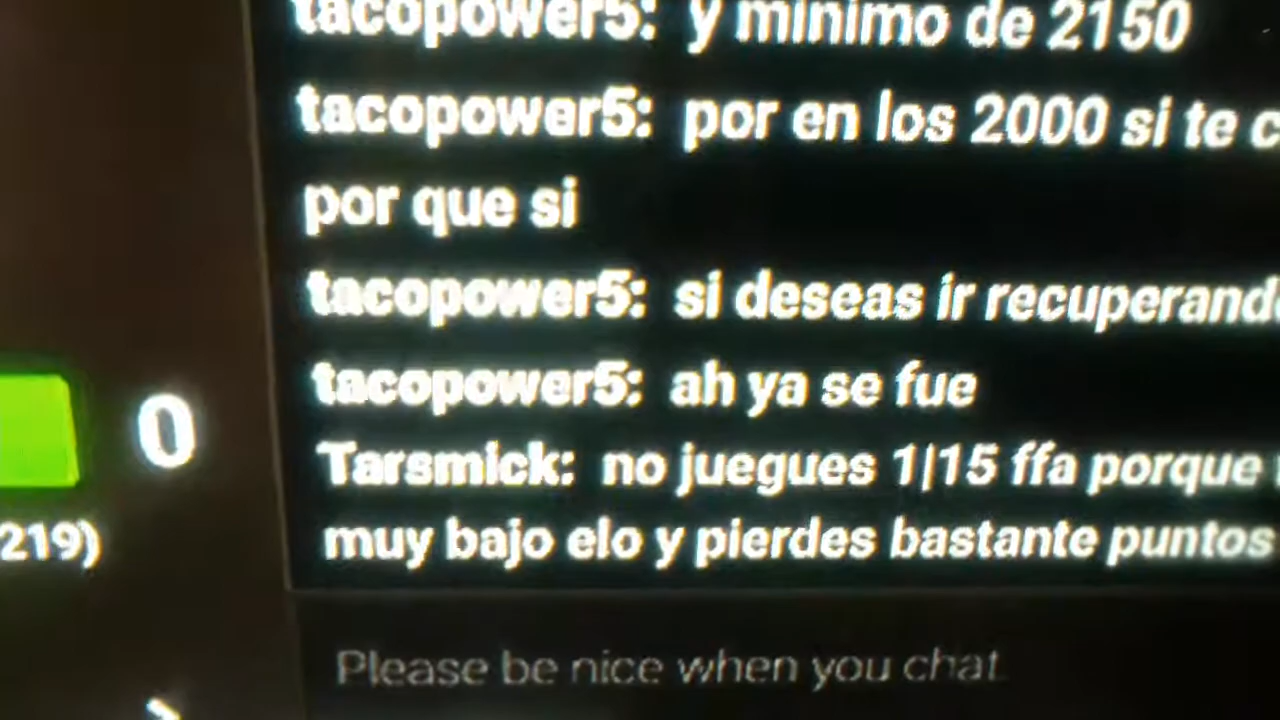 tacopower5: y minimo de 2150
tacopower5: por en los 2000 si te
por que si
tacopower5: si deseas ir recuperand
tacopower5: ah ya se fue
0
Tarsmick: no juegues 1|15 ffa porque
219)
muy bajo elo y pierdes bastante puntos
Please be nice when you chat